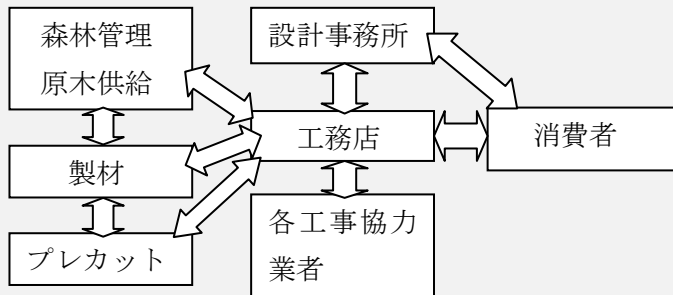 森林管理
原木供給
設計事務所
工務店
消費者
製材
プレカット
各工事協力
業者